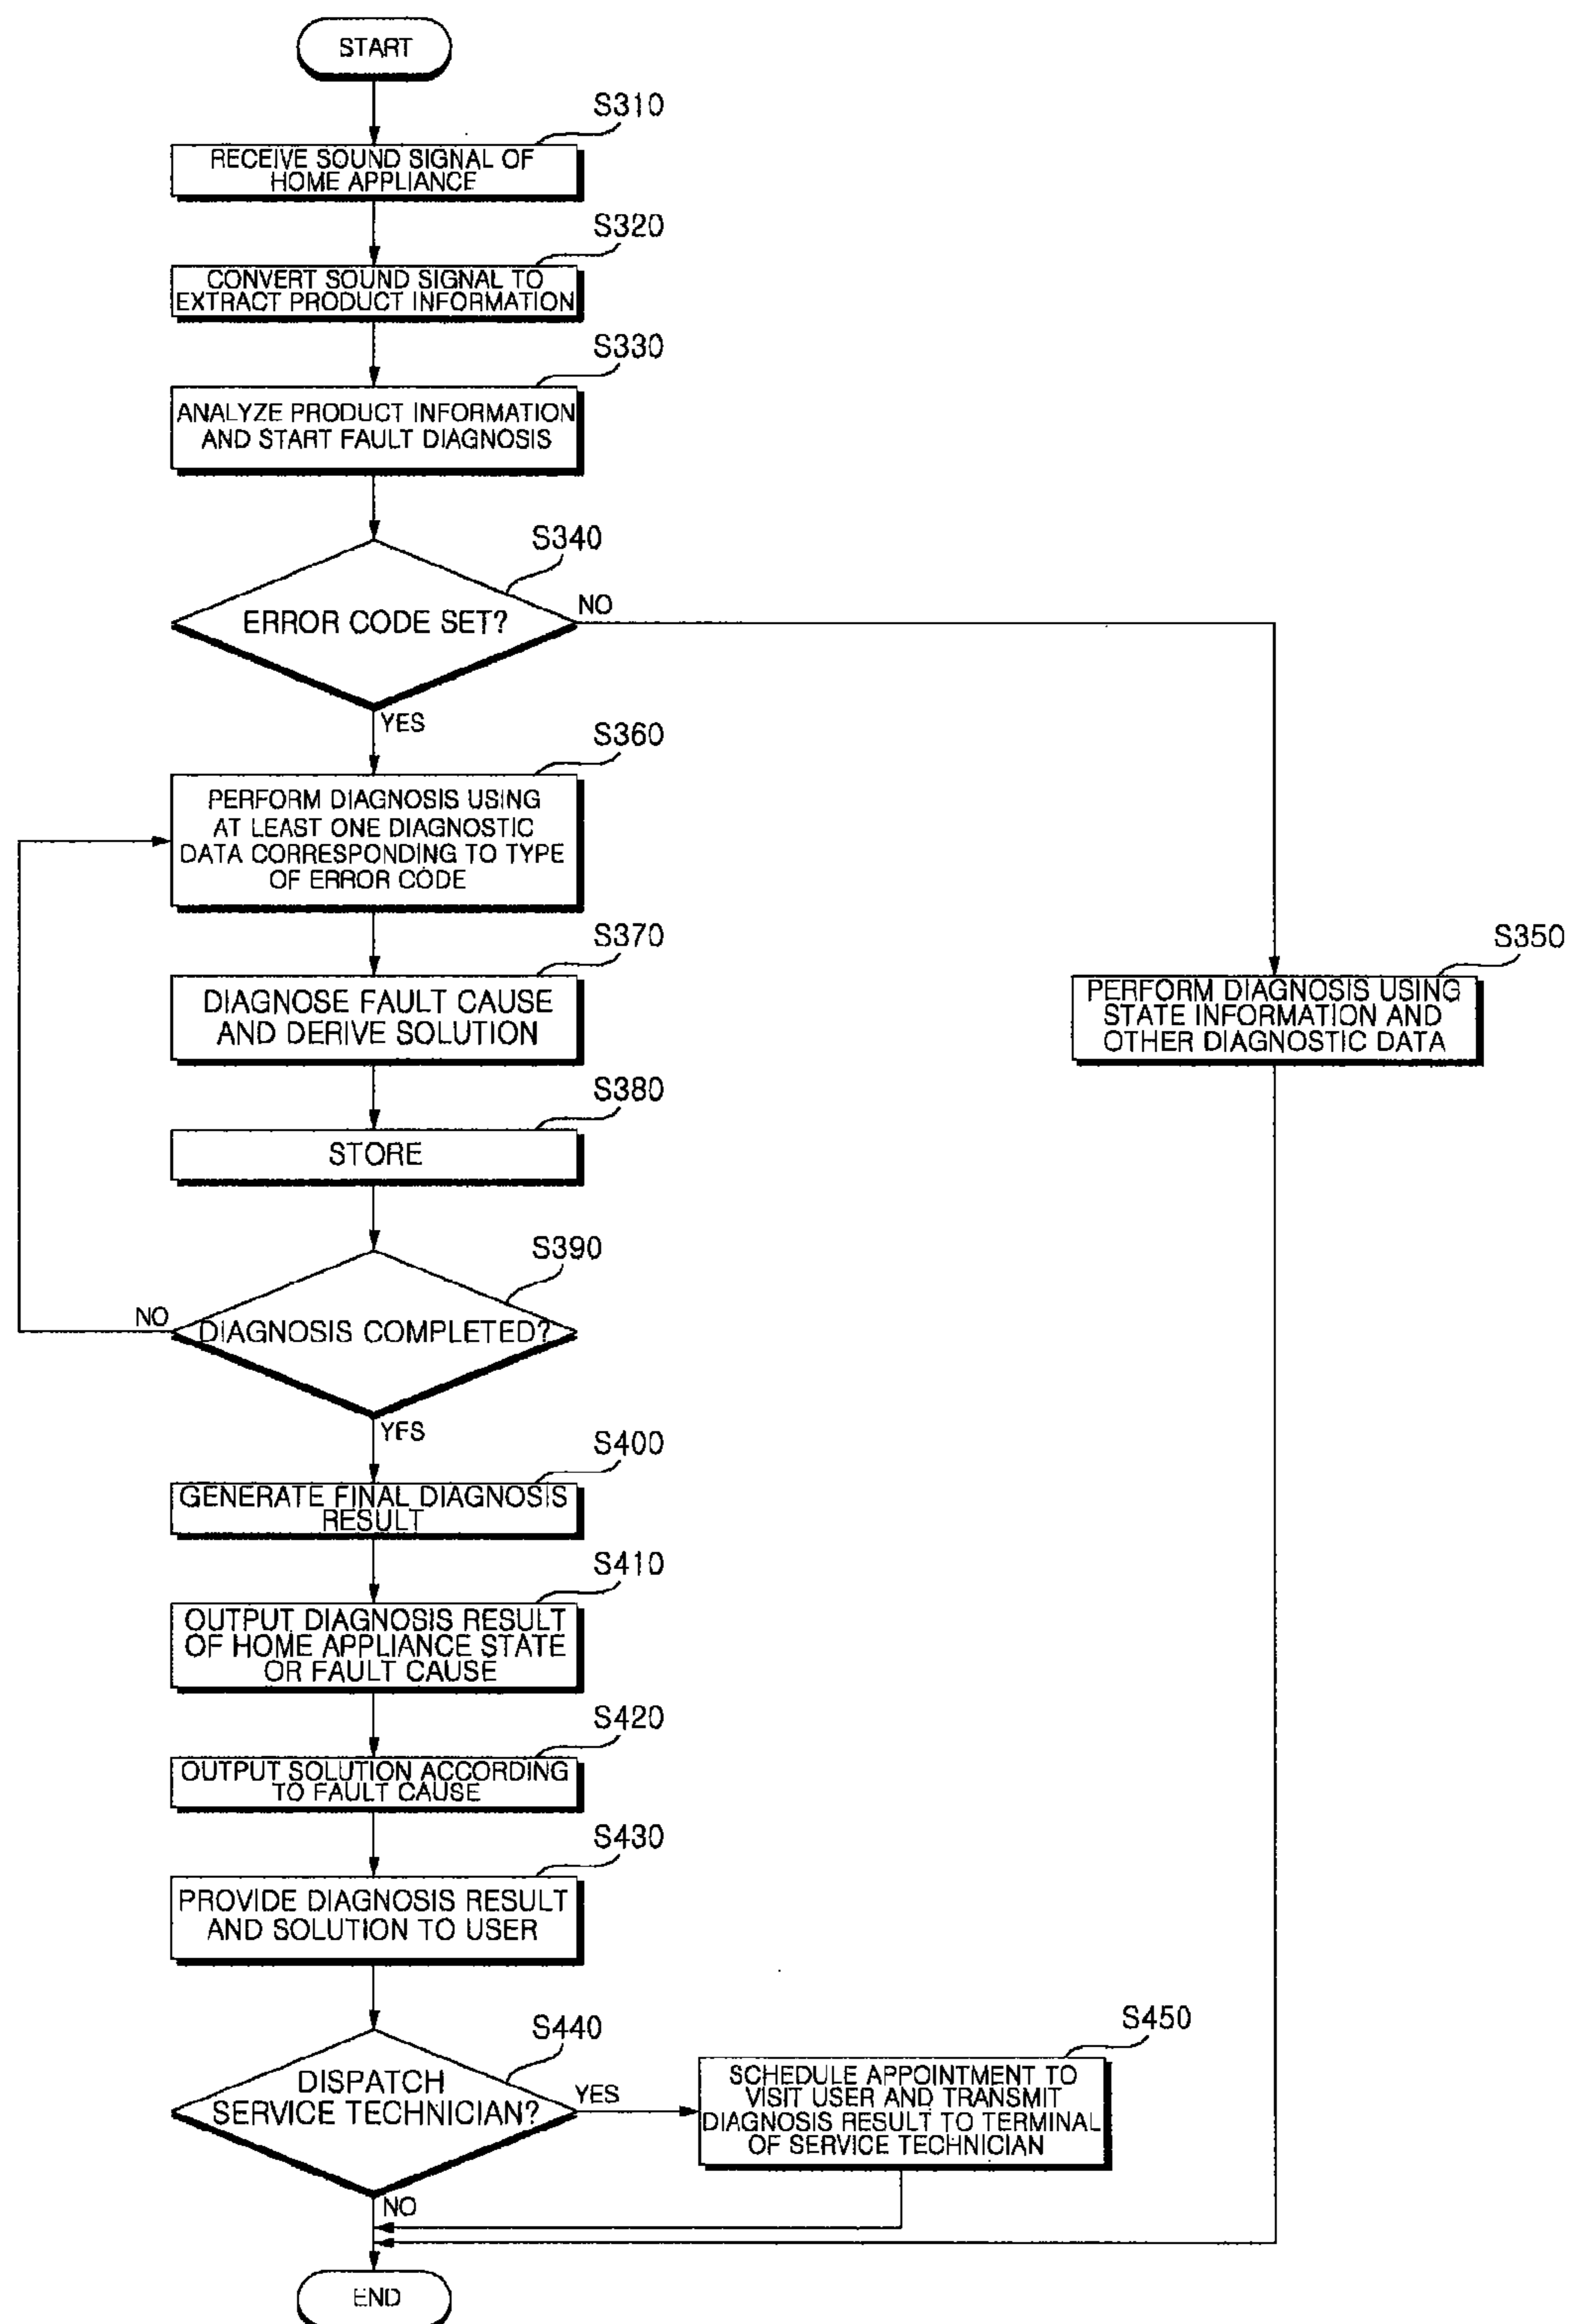 START
S310
RECEIVE SOUND SIGNAL OF
HOME APPLIANCE
S320
CONVERT SOUND SIGNAL TO
EXTRACT PRODUCT INFORMATION
S330
ANALYZE PRODUCT INFORMATION
AND START FAULT DIAGNOSIS
S340
ERROR CODE SET?
NO
YES
S360
PERFORM DIAGNOSIS USING
AT LEAST ONE DIAGNOSTIC
DATA CORRESPONDING TO TYPE
OF ERROR CODE
S370
DIAGNOSE FAULT CAUSE
AND DERIVE SOLUTION
S350
PERFORM DIAGNOSIS USING
STATE INFORMATION AND
OTHER DIAGNOSTIC DATA
S380
STORE
S390
DIAGNOSIS COMPLETED?
NO
YES
S400
GENERATE FINAL DIAGNOSIS
RESULT
S410
OUTPUT DIAGNOSIS RESULT
OF HOME APPLIANCE STATE
OR FAULT CAUSE
S420
OUTPUT SOLUTION ACCORDING
TO FAULT CAUSE
S430
PROVIDE DIAGNOSIS RESULT
AND SOLUTION TO USER
S440
DISPATCH
SERVICE TECHNICIAN?
YES
S450
SCHEDULE APPOINTMENT TO
VISIT USER AND TRANSMIT
DIAGNOSIS RESULT TO TERMINAL
OF SERVICE TECHNICIAN
NO
END